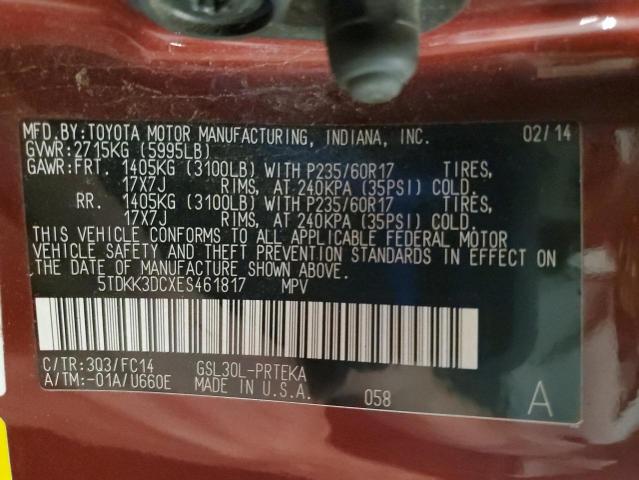 MFD.BY:TOYOTA MOTOR MANUFACTURING, INDIANA, INC. 02/14
GVWR:2715KG (5995LB)
GAWR:FRT. 1405KG (3100LB) WITH P235/60R17 TIRES,
17X7J RIMS, AT 240KPA (35PSI) COLD.
RR. 1405KG (3100LB) WITH P235/60R17 TIRES,
17X7J RIMS, AT 240KPA (35PSI) COLD.
THIS VEHICLE CONFORMS TO ALL APPLICABLE FEDERAL MOTOR
VEHICLE SAFETY AND THEFT PREVENTION STANDARDS IN EFFECT ON
THE DATE OF MANUFACTURE SHOWN ABOVE.
5TDKK3DCXES461817 MPV
C/TR:3Q3/FC14 GSL30L-PRTEKA
A/TM:-01A/U660E MADE IN U.S.A. 058 A